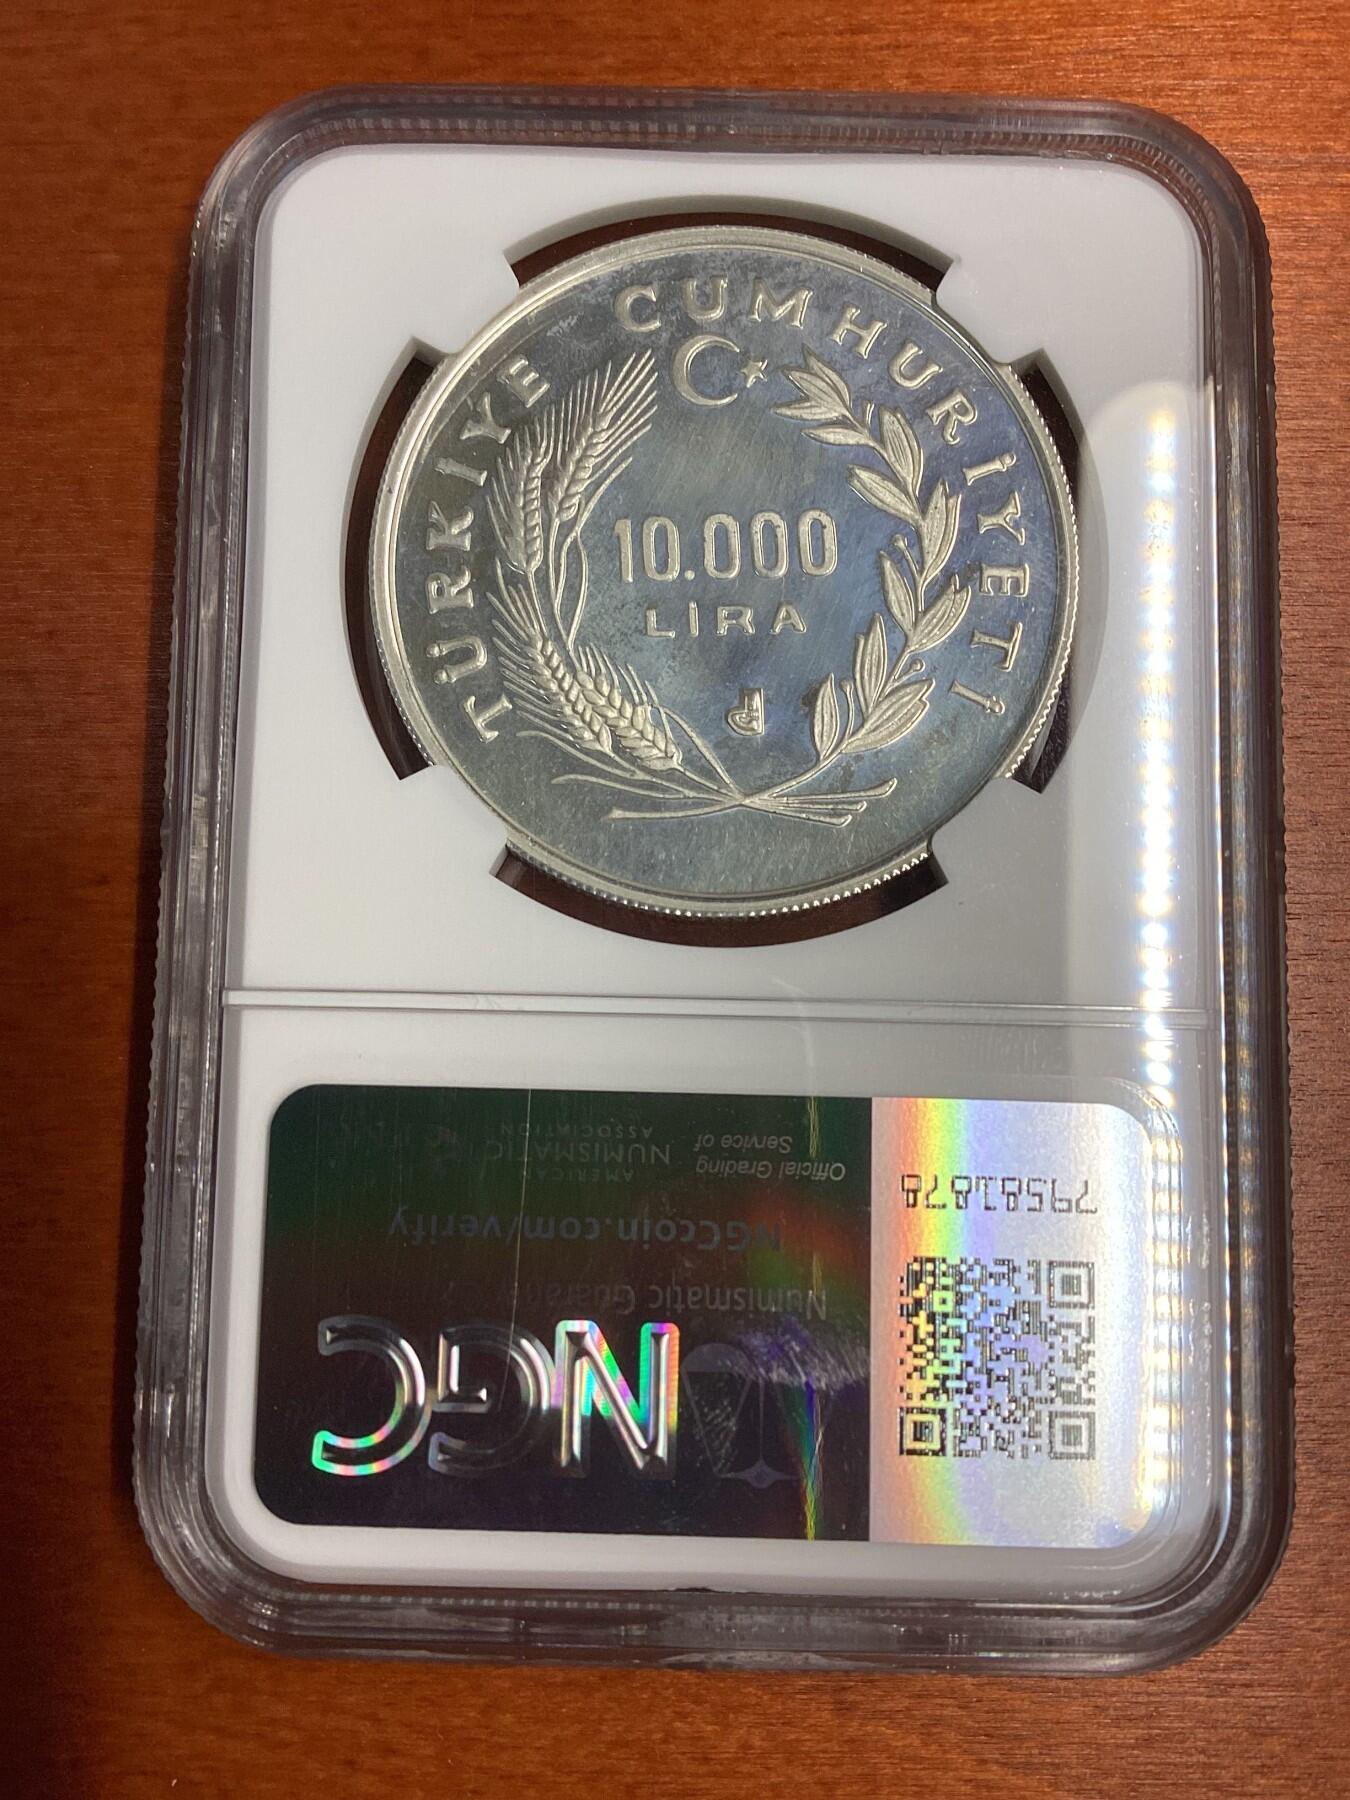 TÜRKİYE CUMHURİYETİ
10.000
LİRA
NGC
NGCcoin.com/verify
Official Grading
Service of
AMERICAN
NUMISMATIC
ASSOCIATION
Numismatic
79581878